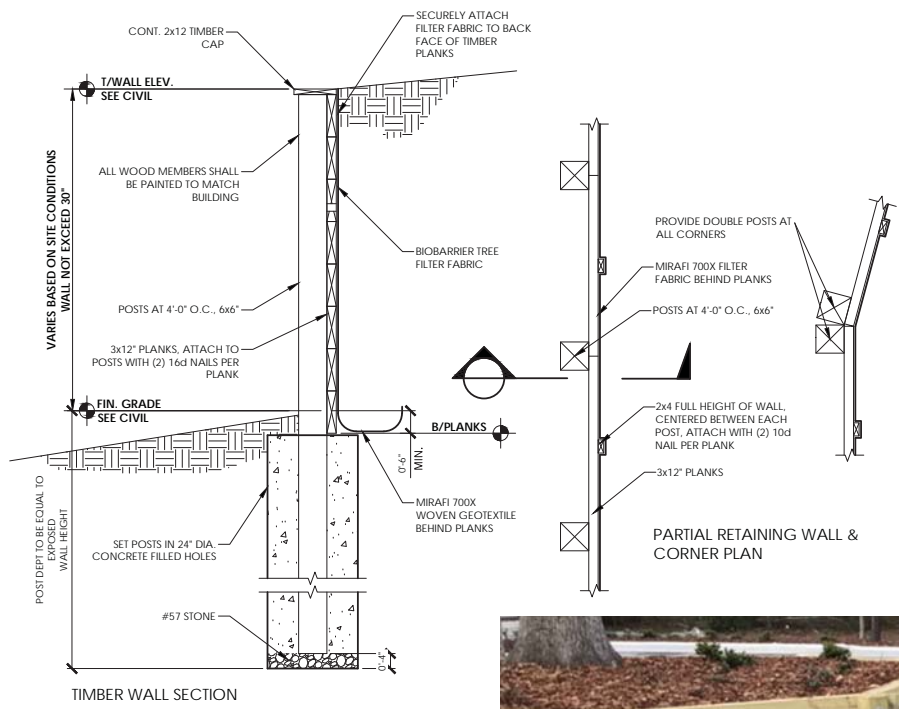 CONT. 2x12 TIMBER
CAP
SECURELY ATTACH
FILTER FABRIC TO BACK
FACE OF TIMBER
PLANKS
T/WALL ELEV.
SEE CIVIL
VARIES BASED ON SITE CONDITIONS
WALL NOT EXCEED 30"
ALL WOOD MEMBERS SHALL
BE PAINTED TO MATCH
BUILDING
BIOBARRIER TREE
FILTER FABRIC
POSTS AT 4'-0" O.C., 6x6"
3x12" PLANKS, ATTACH TO
POSTS WITH (2) 16d NAILS PER
PLANK
FIN. GRADE
SEE CIVIL
B/PLANKS
0'-6"
MIN.
MIRAFI 700X
WOVEN GEOTEXTILE
BEHIND PLANKS
POST DEPT TO BE EQUAL TO
EXPOSED
WALL HEIGHT
SET POSTS IN 24" DIA.
CONCRETE FILLED HOLES
#57 STONE
0'-4"
TIMBER WALL SECTION
PROVIDE DOUBLE POSTS AT
ALL CORNERS
MIRAFI 700X FILTER
FABRIC BEHIND PLANKS
POSTS AT 4'-0" O.C., 6x6"
2x4 FULL HEIGHT OF WALL,
CENTERED BETWEEN EACH
POST, ATTACH WITH (2) 10d
NAIL PER PLANK
3x12" PLANKS
PARTIAL RETAINING WALL &
CORNER PLAN